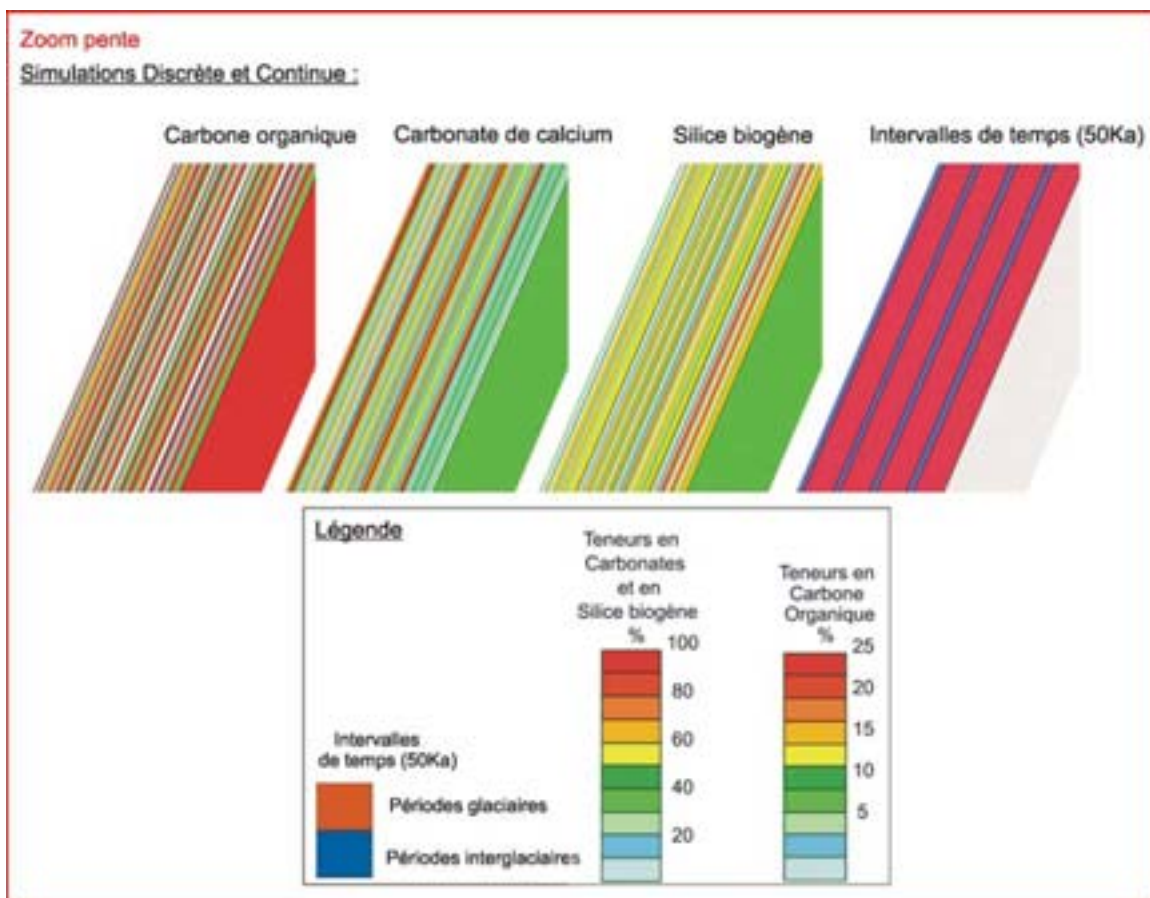 Zoom pente
Simulations Discrète et Continue :
Carbone organique
Carbonate de calcium
Silice biogène
Intervalles de temps (50Ka)
Légende
Intervalles
de temps (50Ka)
Périodes glaciaires
Périodes interglaciaires
Teneurs en
Carbonates
et en
Silice biogène
%
100
80
60
40
20
Teneurs en
Carbone
Organique
%
25
20
15
10
5